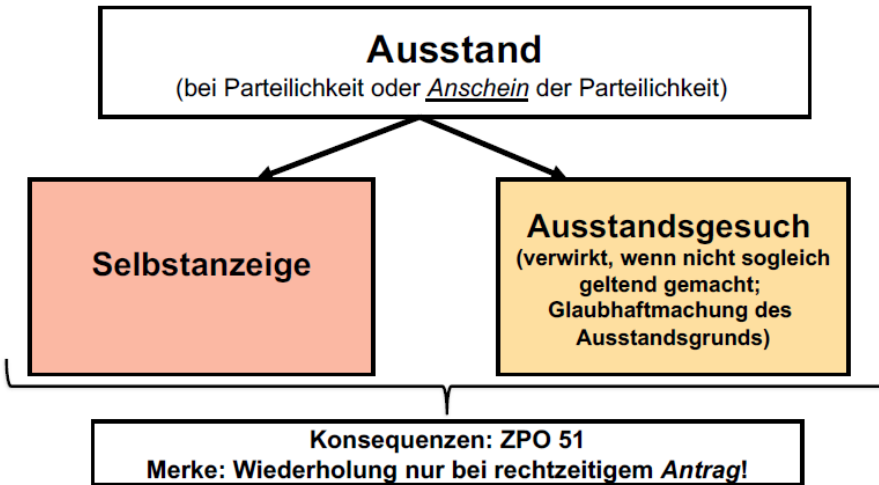 Ausstand
(bei Parteilichkeit oder Anschein der Parteilichkeit)
Selbstanzeige
Ausstandsgesuch
(verwirkt, wenn nicht sogleich
geltend gemacht;
Glaubhaftmachung des
Ausstandsgrunds)
Konsequenzen: ZPO 51
Merke: Wiederholung nur bei rechtzeitigem Antrag!